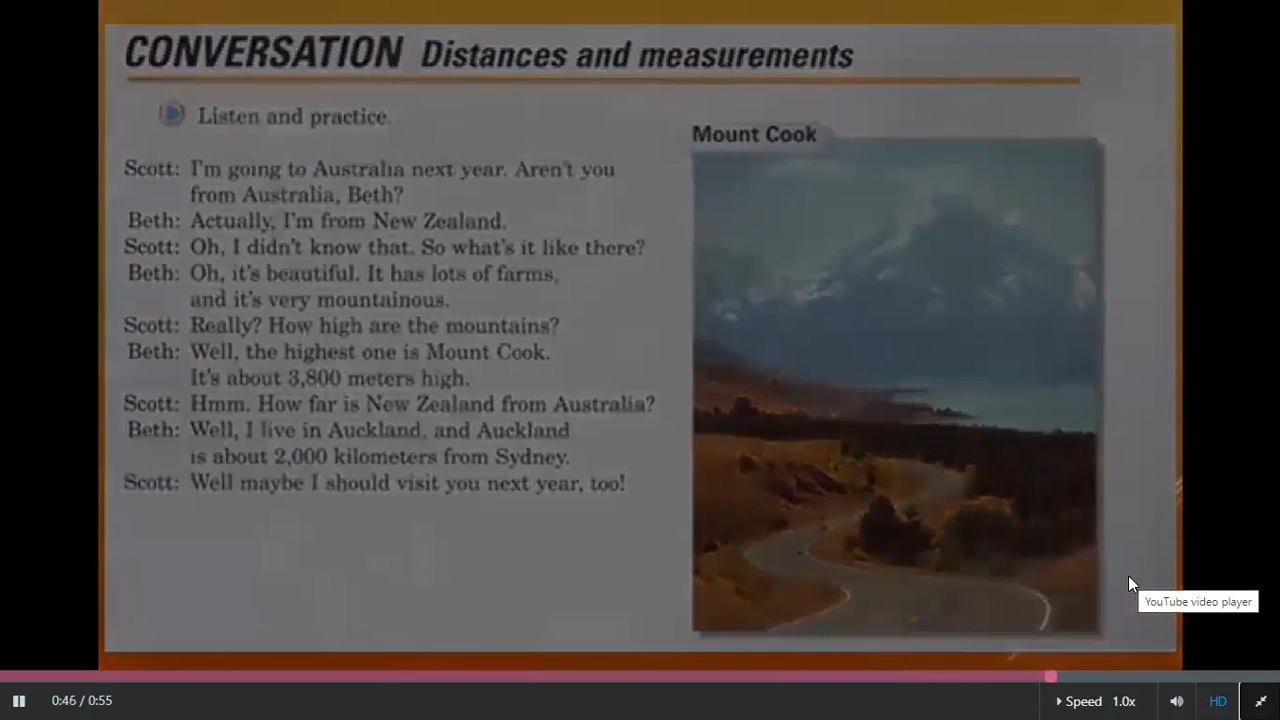 CONVERSATION Distances and measurements
Listen and practice.
Mount Cook
Scott: I'm going to Australia next year. Aren't you
from Australia, Beth?
Beth: Actually, I'm from New Zealand.
Scott: Oh, I didn't know that. So what's it like there?
Beth: Oh, it's beautiful. It has lots of farms,
and it's very mountainous.
Scott: Really? How high are the mountains?
Beth: Well, the highest one is Mount Cook.
It's about 3,800 meters high.
Scott: Hmm. How far is New Zealand from Australia?
Beth: Well, I live in Auckland, and Auckland
is about 2,000 kilometers from Sydney.
Scott: Well maybe I should visit you next year, too!
YouTube video player
0:46 / 0:55
Speed 1.0x
HD